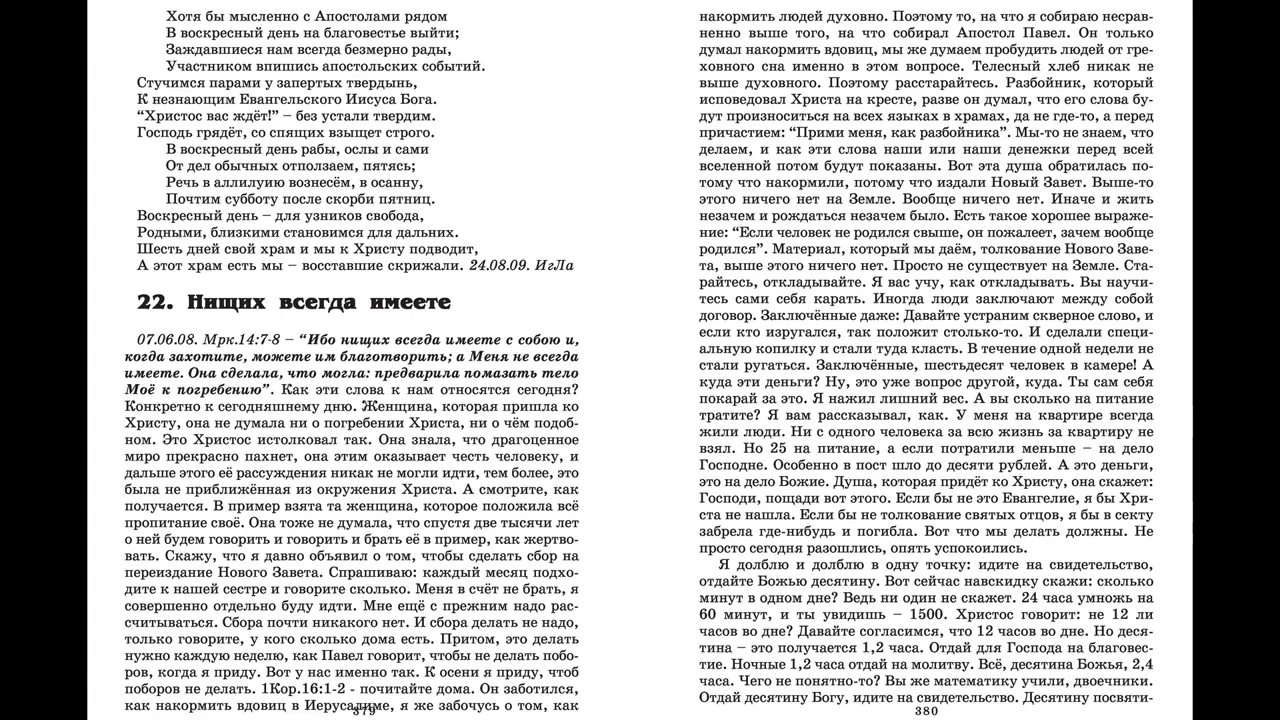 Хотя бы мысленно с Апостолами рядом
В воскресный день на благовестье выйти;
Заждавшиеся нам всегда безмерно рады,
Участником впишись апостольских событий.
Стучимся парами у запертых твердынь,
К незнающим Евангельского Иисуса Бога.
“Христос вас ждёт!” – без устали твердим.
Господь грядёт, со спящих взыщет строго.
В воскресный день рабы, ослы и сами
От дел обычных отползаем, пятясь;
Речь в аллилуию вознесём, в осанну,
Почтим субботу после скорби пятниц.
Воскресный день – для узников свобода,
Родными, близкими становимся для дальних.
Шесть дней свой храм и мы к Христу подводит,
А этот храм есть мы – восставшие скрижали. 24.08.09. ИгЛа
22. Нищих всегда имеете
07.06.08. Мрк.14:7-8 – “Ибо нищих всегда имеете с собою и,
когда захотите, можете им благотворить; а Меня не всегда
имеете. Она сделала, что могла: предварила помазать тело
Моё к погребению”. Как эти слова к нам относятся сегодня?
Конкретно к сегодняшнему дню. Женщина, которая пришла ко
Христу, она не думала ни о погребении Христа, ни о чём подоб-
ном. Это Христос истолковал так. Она знала, что драгоценное
миро прекрасно пахнет, она этим оказывает честь человеку, и
дальше этого её рассуждения никак не могли идти, тем более, это
была не приближённая из окружения Христа. А смотрите, как
получается. В пример взята та женщина, которое положила всё
пропитание своё. Она тоже не думала, что спустя две тысячи лет
о ней будем говорить и говорить и брать её в пример, как жертво-
вать. Скажу, что я давно объявил о том, чтобы сделать сбор на
переиздание Нового Завета. Спрашиваю: каждый месяц подхо-
дите к нашей сестре и говорите сколько. Меня в счёт не брать, я
совершенно отдельно буду идти. Мне ещё с прежним надо рас-
считываться. Сбора почти никакого нет. И сбора делать не надо,
только говорите, у кого сколько дома есть. Притом, это делать
нужно каждую неделю, как Павел говорит, чтобы не делать побо-
ров, когда я приду. Вот у нас именно так. К осени я приду, чтоб
поборов не делать. 1Кор.16:1-2 - почитайте дома. Он заботился,
как накормить вдовиц в Иерусалиме, я же забочусь о том, как
379
накормить людей духовно. Поэтому то, на что я собираю несрав-
ненно выше того, на что собирал Апостол Павел. Он только
думал накормить вдовиц, мы же думаем пробудить людей от гре-
ховного сна именно в этом вопросе. Телесный хлеб никак не
выше духовного. Поэтому расстарайтесь. Разбойник, который
исповедовал Христа на кресте, разве он думал, что его слова бу-
дут произноситься на всех языках в храмах, да не где-то, а перед
причастием: “Прими меня, как разбойника”. Мы-то не знаем, что
делаем, и как эти слова наши или наши денежки перед всей
вселенной потом будут показаны. Вот эта душа обратилась по-
тому что накормили, потому что издали Новый Завет. Выше-то
этого ничего нет на Земле. Вообще ничего нет. Иначе и жить
незачем и рождаться незачем было. Есть такое хорошее выраже-
ние: “Если человек не родился свыше, он пожалеет, зачем вообще
родился”. Материал, который мы даём, толкование Нового Заве-
та, выше этого ничего нет. Просто не существует на Земле. Ста-
райтесь, откладывайте. Я вас учу, как откладывать. Вы научи-
тесь сами себя карать. Иногда люди заключают между собой
договор. Заключённые даже: Давайте устраним скверное слово, и
если кто изругался, так положит столько-то. И сделали специ-
альную копилку и стали туда класть. В течение одной недели не
стали ругаться. Заключённые, шестьдесят человек в камере! А
куда эти деньги? Ну, это уже вопрос другой, куда. Ты сам себя
покарай за это. Я нажил лишний вес. А вы сколько на питание
тратите? Я вам рассказывал, как. У меня на квартире всегда
жили люди. Ни с одного человека за всю жизнь за квартиру не
взял. Но 25 на питание, а если потратили меньше – на дело
Господне. Особенно в пост шло до десяти рублей. А это деньги,
это на дело Божие. Душа, которая придёт ко Христу, она скажет:
Господи, пощади вот этого. Если бы не это Евангелие, я бы Хри-
ста не нашла. Если бы не толкование святых отцов, я бы в секту
забрела где-нибудь и погибла. Вот что мы делать должны. Не
просто сегодня разошлись, опять успокоились.
Я долблю и долблю в одну точку: идите на свидетельство,
отдайте Божью десятину. Вот сейчас навскидку скажи: сколько
минут в одном дне? Ведь ни один не скажет. 24 часа умножь на
60 минут, и ты увидишь – 1500. Христос говорит: не 12 ли
часов во дне? Давайте согласимся, что 12 часов во дне. Но деся-
тина – это получается 1,2 часа. Отдай для Господа на благовес-
тие. Ночные 1,2 часа отдай на молитву. Всё, десятина Божья, 2,4
часа. Чего не понятно-то? Вы же математику учили, двоечники.
Отдай десятину Богу, идите на свидетельство. Десятину посвяти-
380